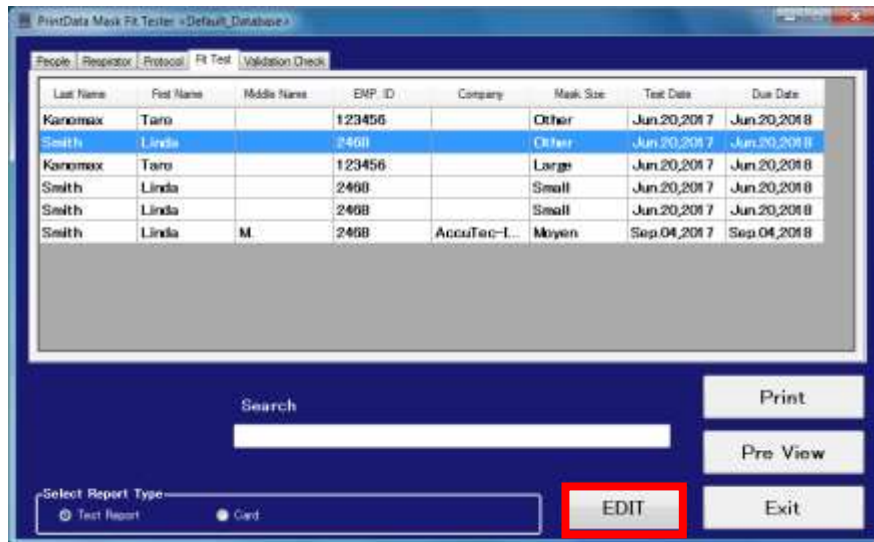 PrintData Mask Fit Tester <Default_Database>
People Respirator Protocol Fit Test Validation Check
Last Name First Name Middle Name EMP. ID Company Mask Size Test Date Due Date
Kanomax Taro 123456 Other Jun.20,2017 Jun.20,2018
Smith Linda 2468 Other Jun.20,2017 Jun.20,2018
Kanomax Taro 123456 Large Jun.20,2017 Jun.20,2018
Smith Linda 2468 Small Jun.20,2017 Jun.20,2018
Smith Linda 2468 Small Jun.20,2017 Jun.20,2018
Smith Linda M. 2468 AccuTec-I... Moyen Sep.04,2017 Sep.04,2018
Search
Print
Pre View
Select Report Type
Test Report Card
EDIT
Exit